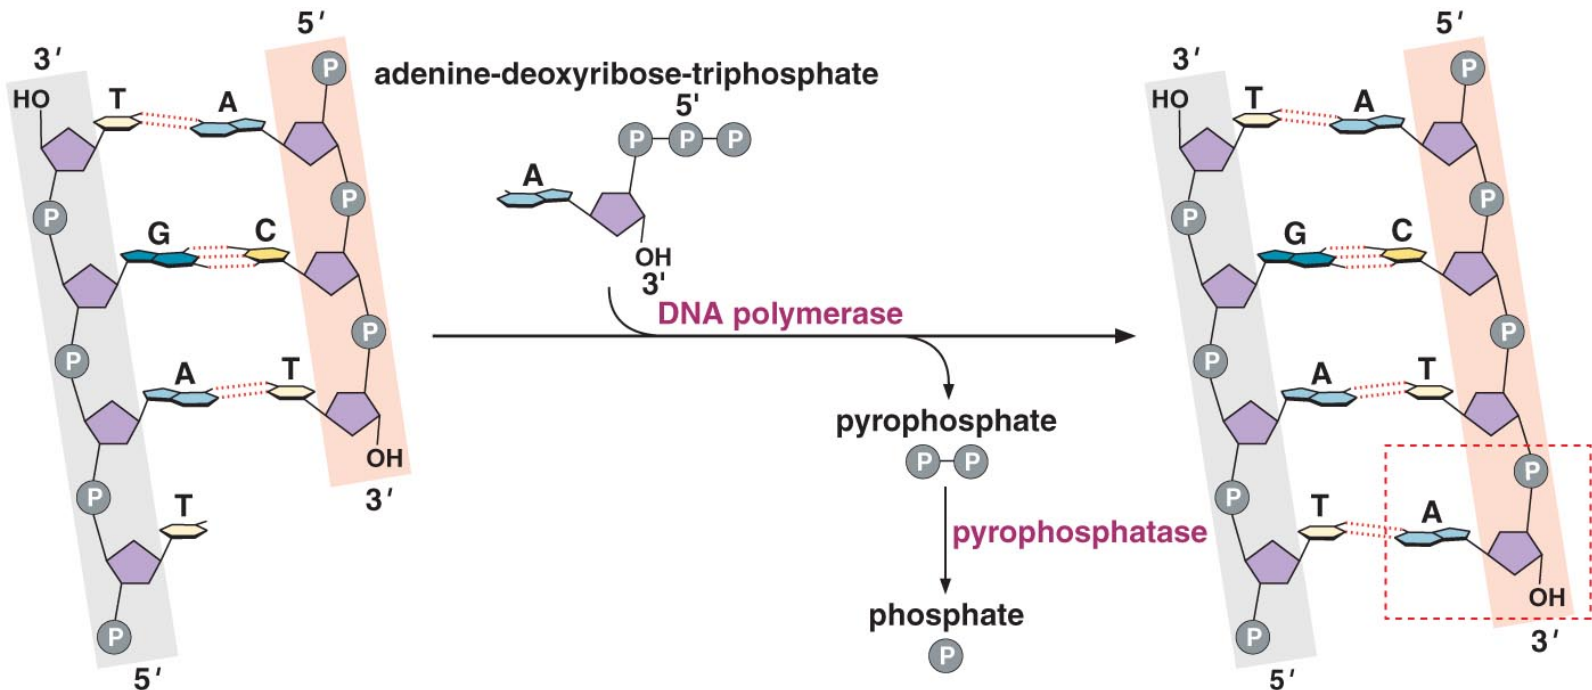 5′
3′
P
HO
T
A
adenine-deoxyribose-triphosphate
5'
P P P
P
P
A
G
C
OH
3'
DNA polymerase
P
P
A
T
OH
3′
pyrophosphate
P P
P
T
pyrophosphatase
phosphate
P
P
5′
5′
3′
P
HO
T
A
P
P
G
C
P
P
A
T
P
P
T
A
OH
3′
P
5′